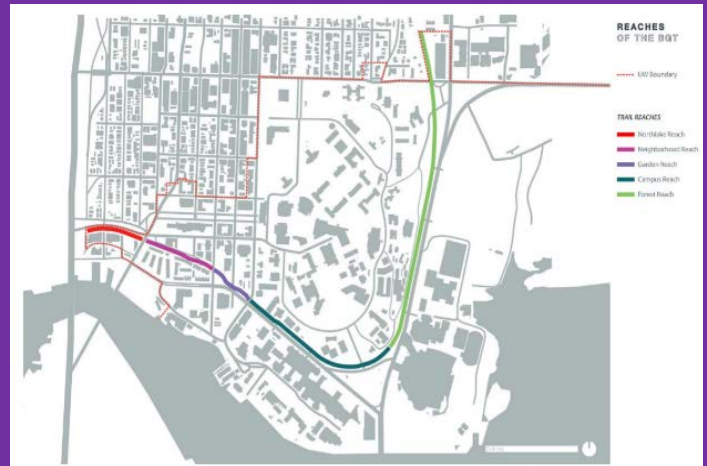 REACHES
OF THE BGT
UW Boundary
TRAIL REACHES
Northlake Reach
Neighborhood Reach
Garden Reach
Campus Reach
Forest Reach